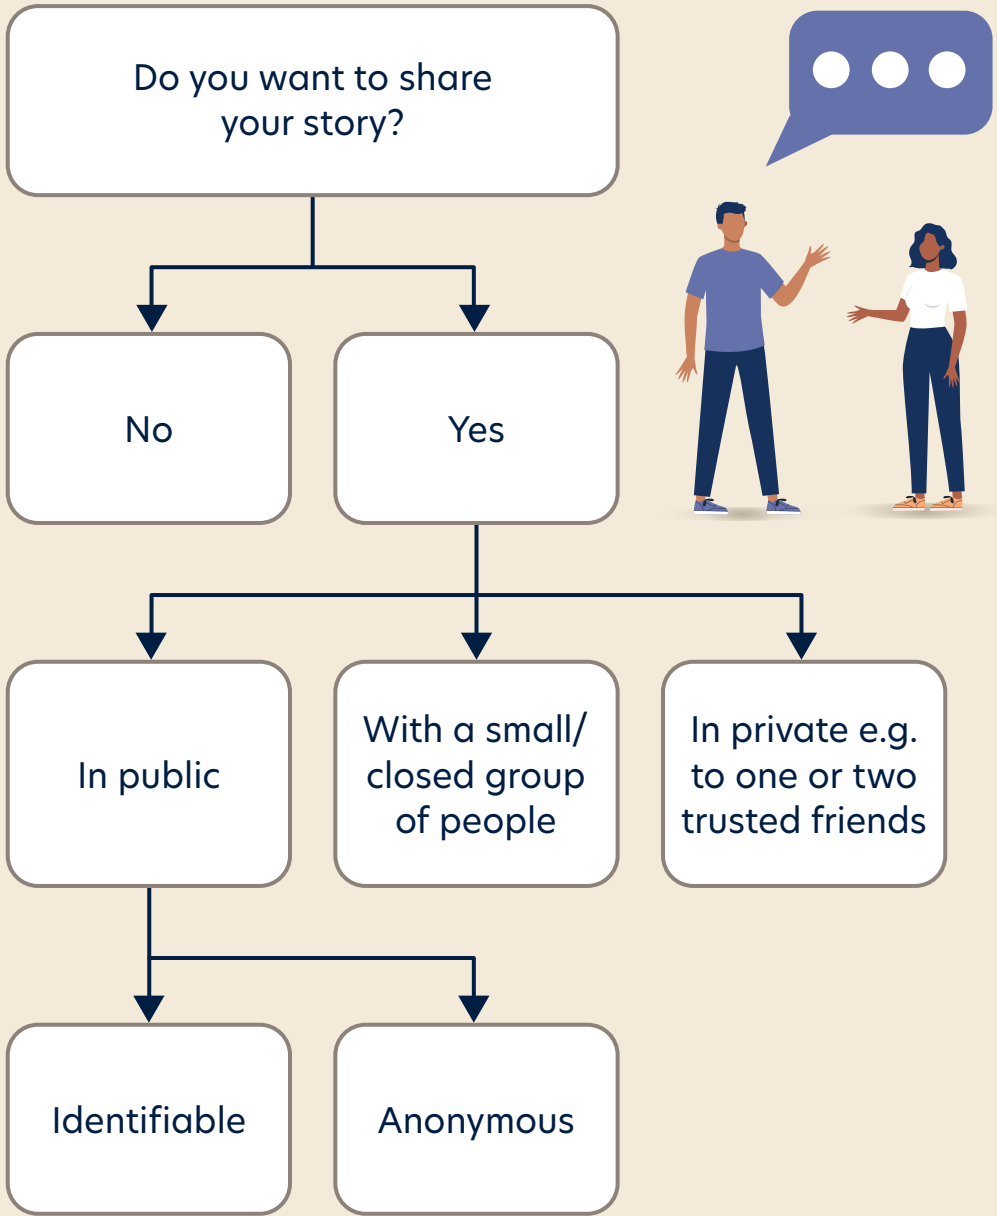 Do you want to share
your story?
No
Yes
In public
With a small/
closed group
of people
In private e.g.
to one or two
trusted friends
Identifiable
Anonymous